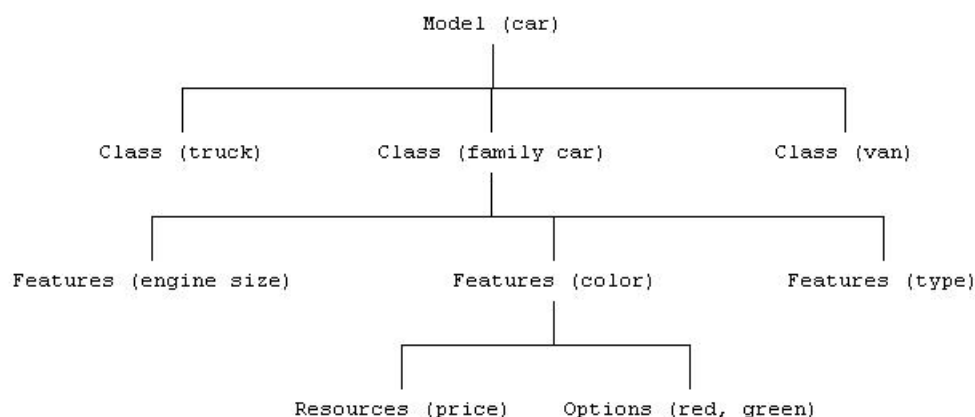 Model (car)
Class (truck) Class (family car) Class (van)
Features (engine size) Features (color) Features (type)
Resources (price) Options (red, green)